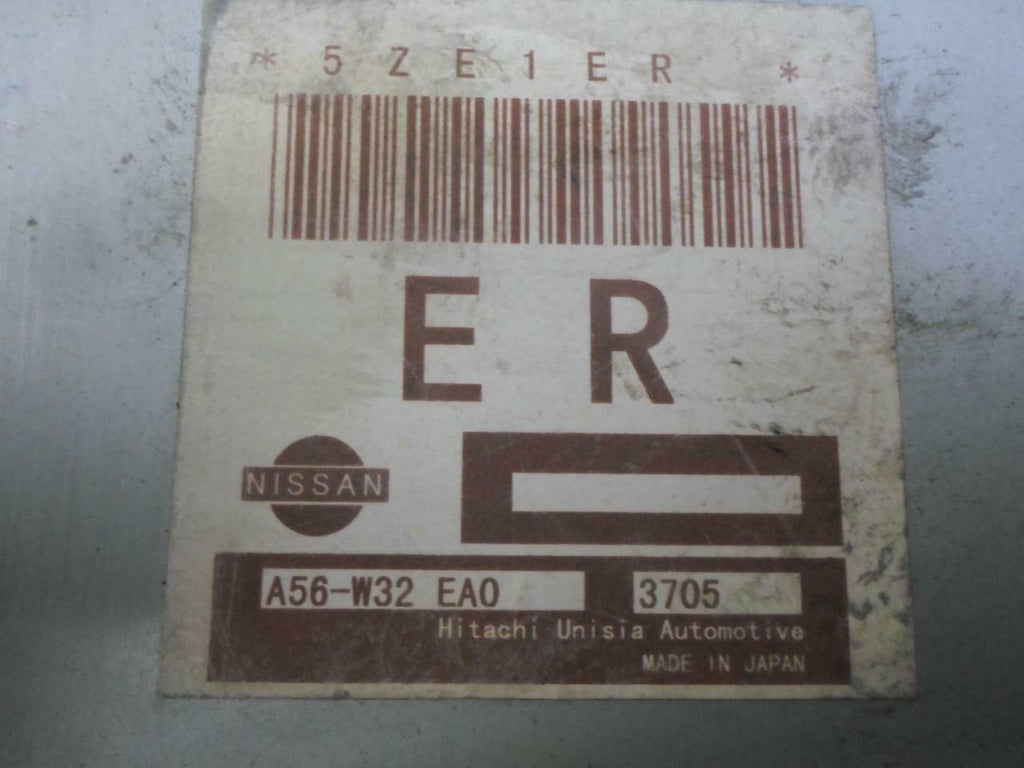 * 5ZE1ER *
ER
NISSAN
A56-W32 EA0 3705
Hitachi Unisia Automotive
MADE IN JAPAN